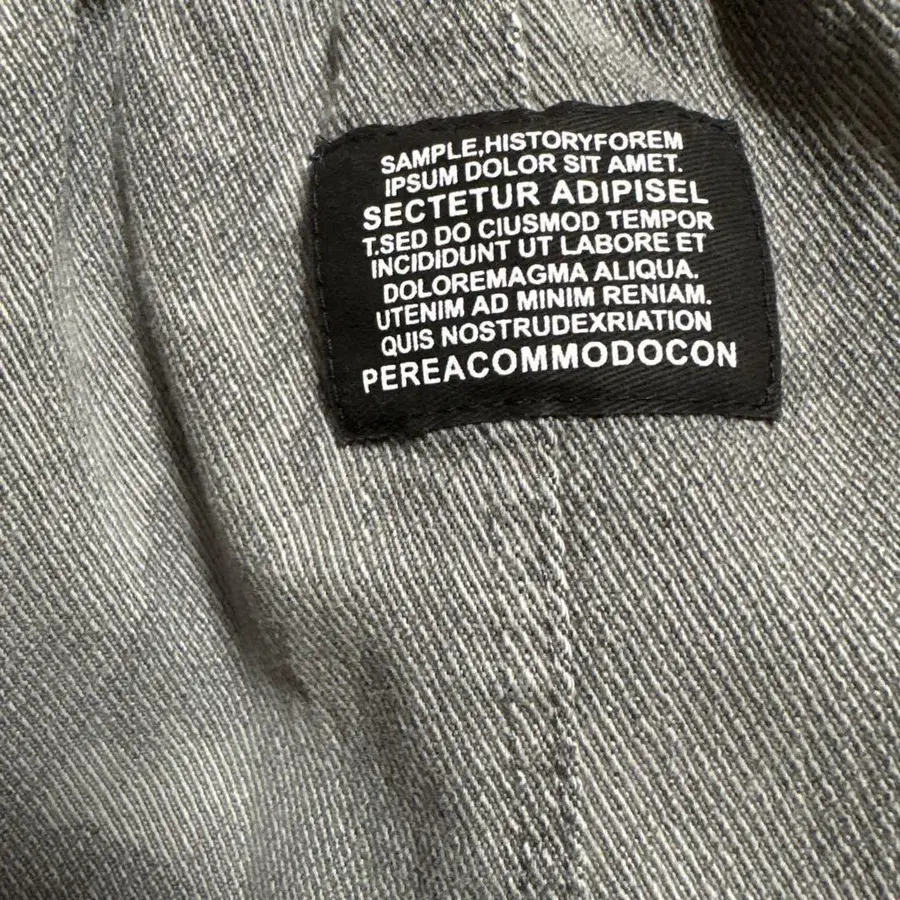 SAMPLE,HISTORYFOREM
IPSUM DOLOR SIT AMET.
SECTETUR ADIPISEL
T.SED DO CIUSMOD TEMPOR
INCIDIDUNT UT LABORE ET
DOLOREMAGMA ALIQUA.
UTENIM AD MINIM RENIAM.
QUIS NOSTRUDEXRIATION
PEREACOMMODOCON